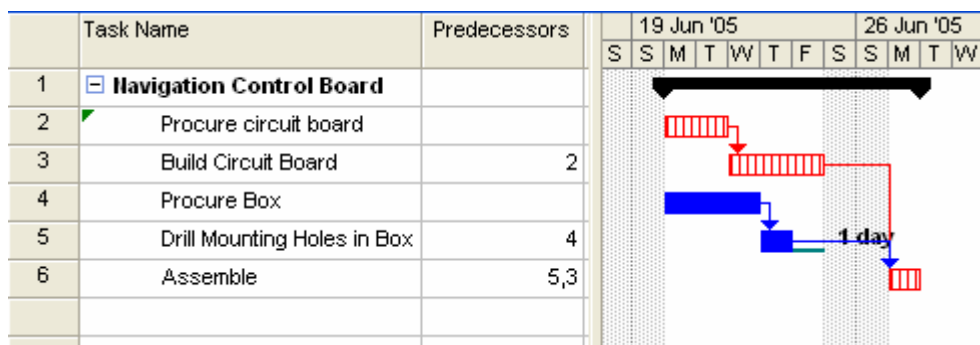 Task Name Predecessors 19 Jun '05 26 Jun '05
S S M T W T F S S M T W
1 Navigation Control Board
2 Procure circuit board
3 Build Circuit Board 2
4 Procure Box
5 Drill Mounting Holes in Box 4 1 day
6 Assemble 5,3